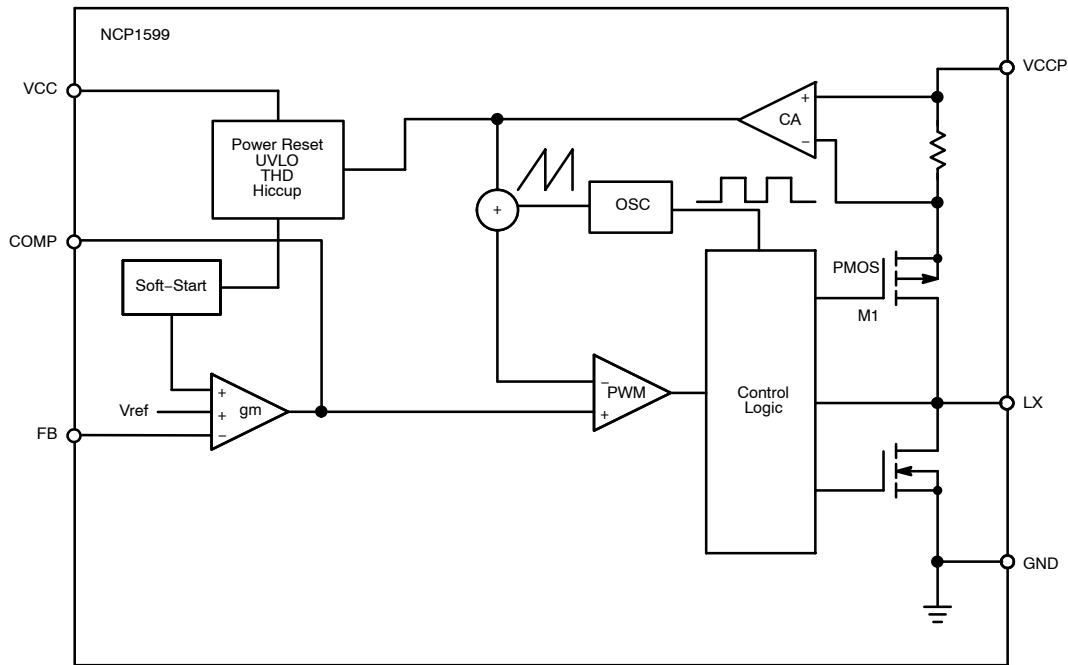 NCP1599
VCC
VCCP
Power Reset
UVLO
THD
Hiccup
+
CA
−
+
OSC
COMP
Soft−Start
PMOS
M1
Vref
+
+
−
gm
FB
−
PWM
+
Control
Logic
LX
GND